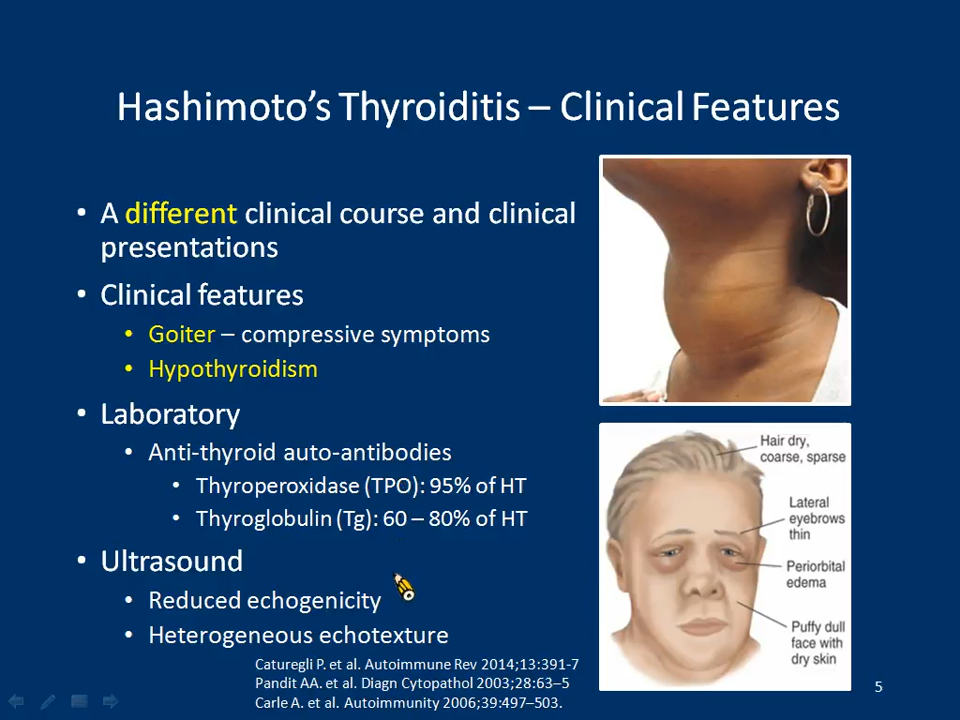 Hashimoto's Thyroiditis – Clinical Features
• A different clinical course and clinical
presentations
• Clinical features
• Goiter – compressive symptoms
• Hypothyroidism
• Laboratory
• Anti-thyroid auto-antibodies
• Thyroperoxidase (TPO): 95% of HT
• Thyroglobulin (Tg): 60 – 80% of HT
• Ultrasound
• Reduced echogenicity
• Heterogeneous echotexture
Hair dry,
coarse, sparse
Lateral
eyebrows
thin
Periorbital
edema
Puffy dull
face with
dry skin
Caturegli P. et al. Autoimmune Rev 2014;13:391-7
Pandit AA. et al. Diagn Cytopathol 2003;28:63–5
Carle A. et al. Autoimmunity 2006;39:497–503.
5